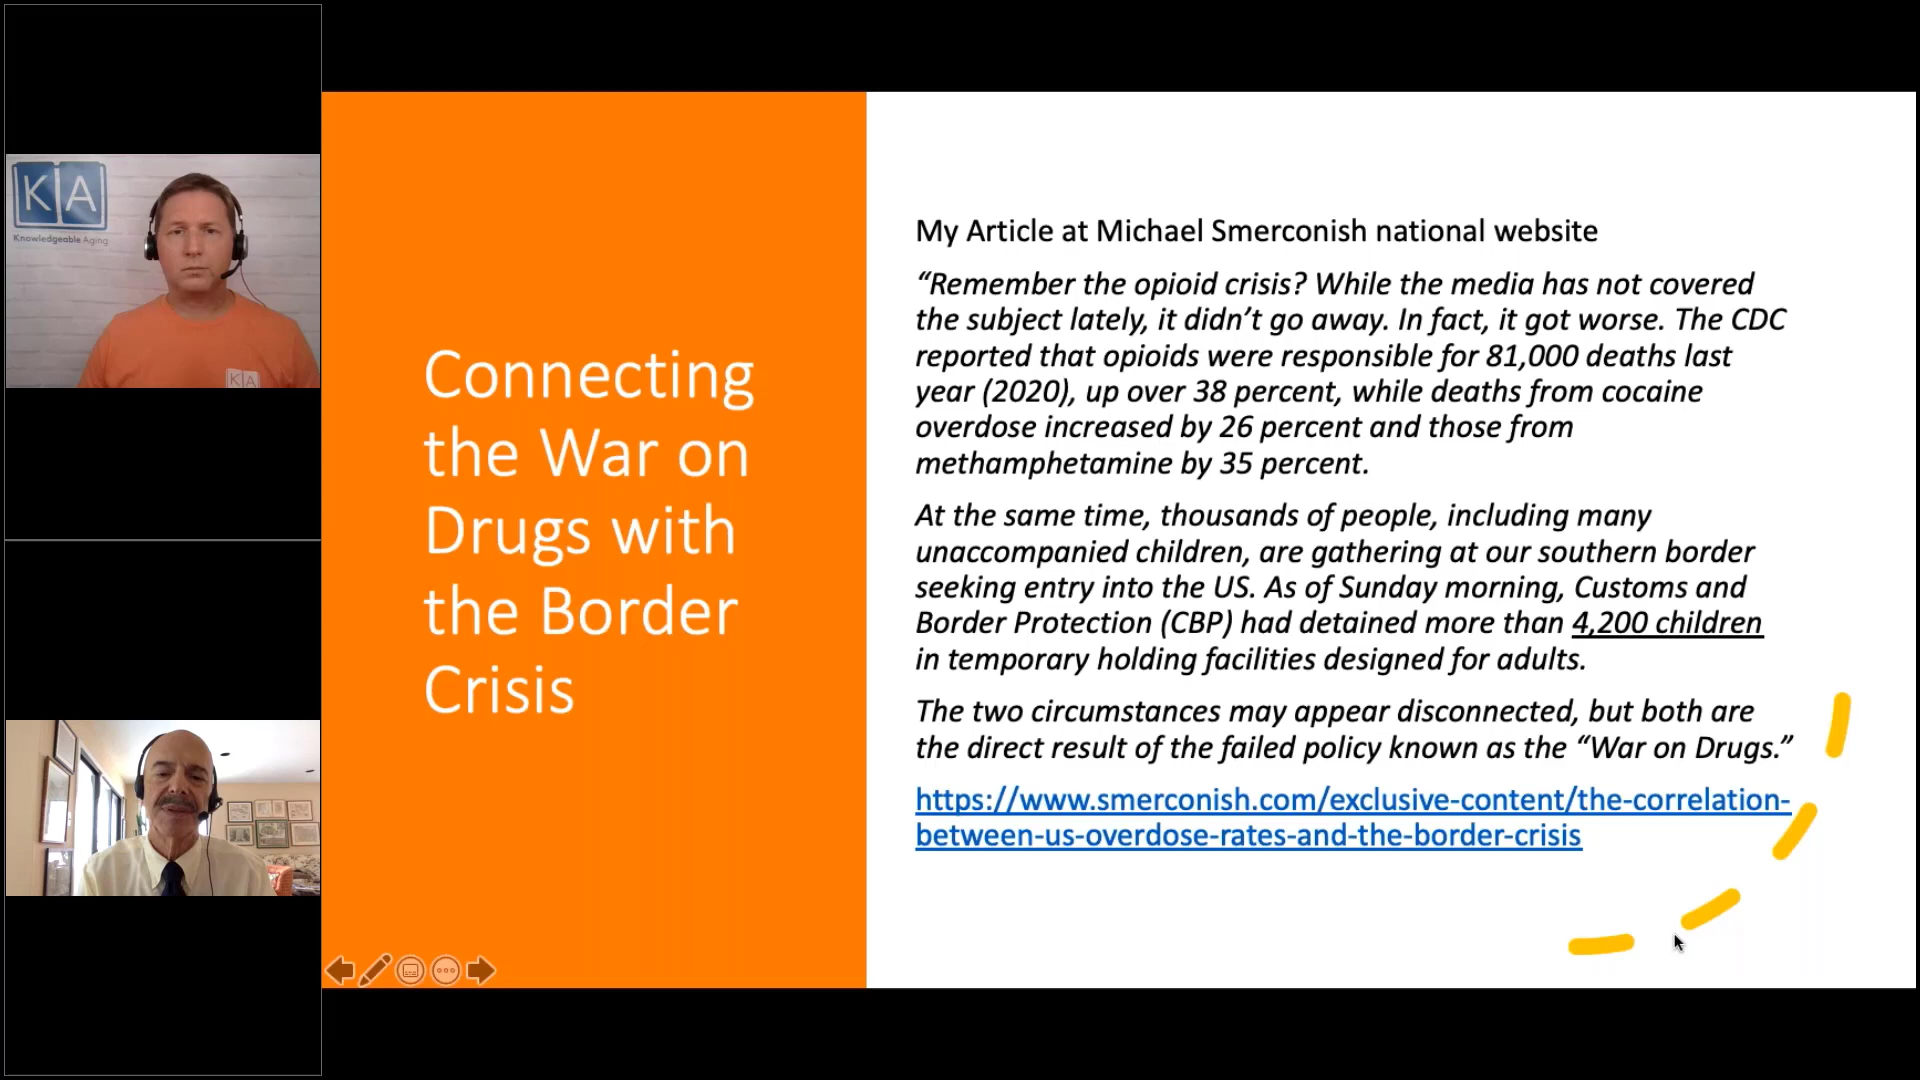 K A
Knowledgeable Aging
KA
Connecting
the War on
Drugs with
the Border
Crisis
My Article at Michael Smerconish national website
“Remember the opioid crisis? While the media has not covered
the subject lately, it didn’t go away. In fact, it got worse. The CDC
reported that opioids were responsible for 81,000 deaths last
year (2020), up over 38 percent, while deaths from cocaine
overdose increased by 26 percent and those from
methamphetamine by 35 percent.
At the same time, thousands of people, including many
unaccompanied children, are gathering at our southern border
seeking entry into the US. As of Sunday morning, Customs and
Border Protection (CBP) had detained more than 4,200 children
in temporary holding facilities designed for adults.
The two circumstances may appear disconnected, but both are
the direct result of the failed policy known as the “War on Drugs.”
https://www.smerconish.com/exclusive-content/the-correlation-
between-us-overdose-rates-and-the-border-crisis